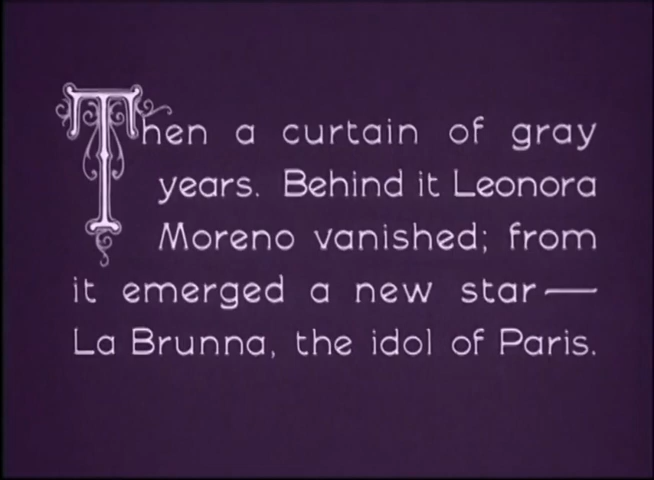 Then a curtain of gray
years. Behind it Leonora
Moreno vanished; from
it emerged a new star—
La Brunna, the idol of Paris.